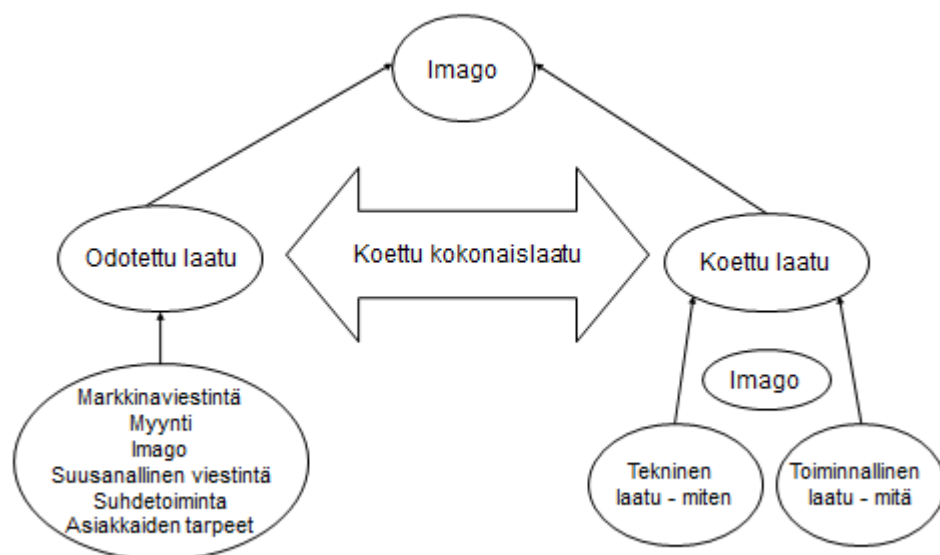 Imago
Odotettu laatu
Koettu kokonaislaatu
Koettu laatu
Markkinaviestintä
Myynti
Imago
Suusanallinen viestintä
Suhdetoiminta
Asiakkaiden tarpeet
Imago
Tekninen
laatu - miten
Toiminnallinen
laatu - mitä